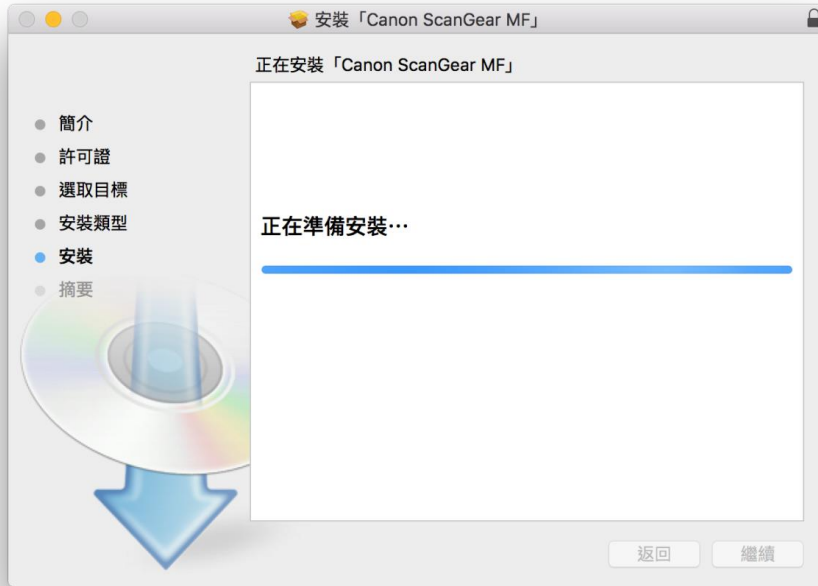 安裝「Canon ScanGear MF」
正在安裝「Canon ScanGear MF」
簡介
許可證
選取目標
安裝類型
安裝
摘要
正在準備安裝⋯
返回
繼續